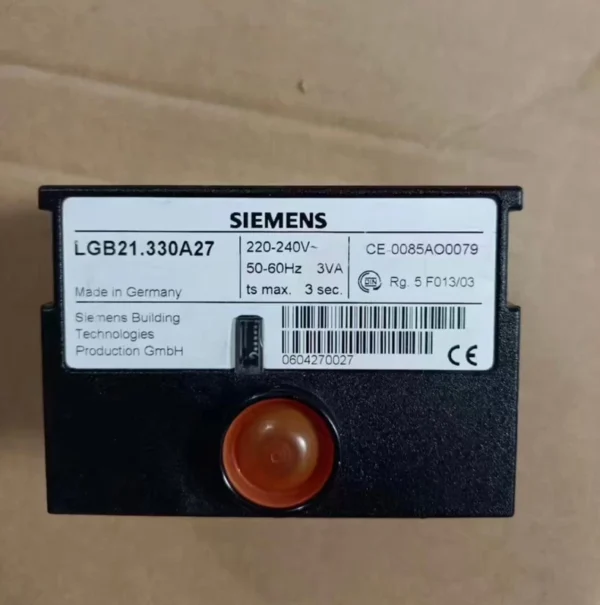 SIEMENS
LGB21.330A27
220-240V~
50-60Hz 3VA
ts max. 3 sec.
CE-0085AO0079
DIN Rg. 5 F013/03
Made in Germany
Siemens Building
Technologies
Production GmbH
0604270027
CE